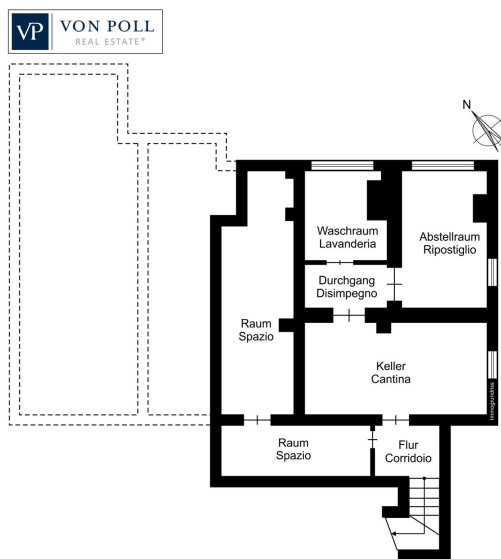 VP VON POLL
REAL ESTATE®
N
Waschraum
Lavanderia
Abstellraum
Ripostiglio
Durchgang
Disimpegno
Raum
Spazio
Keller
Cantina
Immogrundriss
Raum
Spazio
Flur
Corridoio